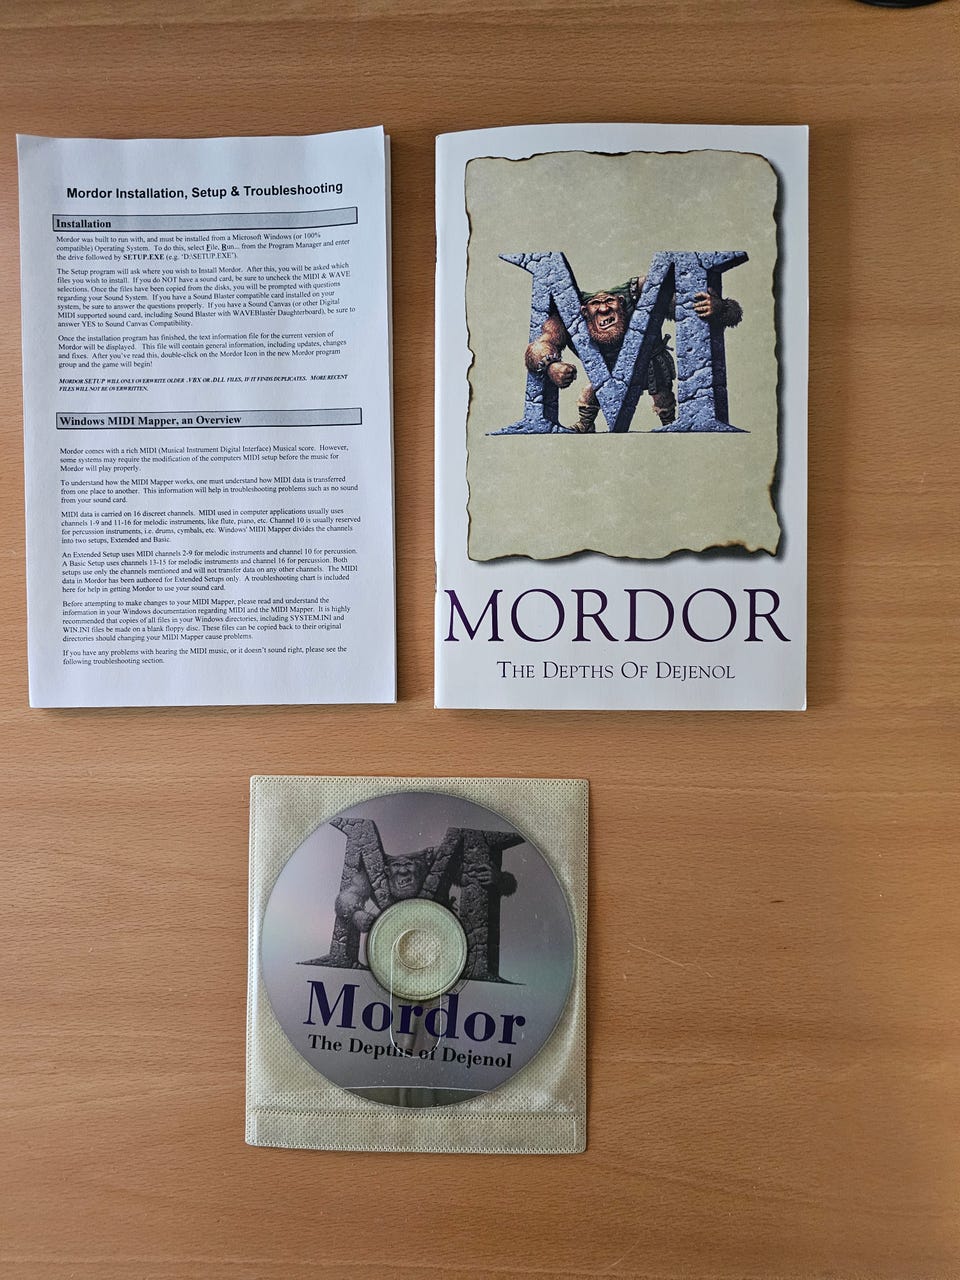 Mordor Installation, Setup & Troubleshooting
Installation
Mordor was built to run with, and must be installed from a Microsoft Windows (or 100%
compatible) Operating System. To do this, select File, Run... from the Program Manager and enter
the drive followed by SETUP.EXE (e.g. 'D:\SETUP.EXE').
The Setup program will ask where you wish to Install Mordor. After this, you will be asked which
files you wish to install. If you do NOT have a sound card, be sure to uncheck the MIDI & WAVE
selections. Once the files have been copied from the disks, you will be prompted with questions
regarding your Sound System. If you have a Sound Blaster compatible card installed on your
system, be sure to answer the questions properly. If you have a Sound Canvas (or other Digital
MIDI supported sound card, including Sound Blaster with WAVEBlaster Daughterboard), be sure to
answer YES to Sound Canvas Compatibility.
Once the installation program has finished, the text information file for the current version of
Mordor will be displayed. This file will contain general information, including updates, changes
and fixes. After you've read this, double-click on the Mordor Icon in the new Mordor program
group and the game will begin!
MORDOR SETUP WILL ONLY OVERWRITE OLDER .VBX OR .DLL FILES, IF IT FINDS DUPLICATES. MORE RECENT
FILES WILL NOT BE OVERWRITTEN.
Windows MIDI Mapper, an Overview
Mordor comes with a rich MIDI (Musical Instrument Digital Interface) Musical score. However,
some systems may require the modification of the computers MIDI setup before the music for
Mordor will play properly.
To understand how the MIDI Mapper works, one must understand how MIDI data is transferred
from one place to another. This information will help in troubleshooting problems such as no sound
from your sound card.
MIDI data is carried on 16 discreet channels. MIDI used in computer applications usually uses
channels 1-9 and 11-16 for melodic instruments, like flute, piano, etc. Channel 10 is usually reserved
for percussion instruments, i.e. drums, cymbals, etc. Windows' MIDI Mapper divides the channels
into two setups, Extended and Basic.
An Extended Setup uses MIDI channels 2-9 for melodic instruments and channel 10 for percussion.
A Basic Setup uses channels 13-15 for melodic instruments and channel 16 for percussion. Both
setups use only the channels mentioned and will not transfer data on any other channels. The MIDI
data in Mordor has been authored for Extended Setups only. A troubleshooting chart is included
here for help in getting Mordor to use your sound card.
Before attempting to make changes to your MIDI Mapper, please read and understand the
information in your Windows documentation regarding MIDI and the MIDI Mapper. It is highly
recommended that copies of all files in your Windows directories, including SYSTEM.INI and
WIN.INI files be made on a blank floppy disc. These files can be copied back to their original
directories should changing your MIDI Mapper cause problems.
If you have any problems with hearing the MIDI music, or it doesn't sound right, please see the
following troubleshooting section.
M
MORDOR
THE DEPTHS OF DEJENOL
M
Mordor
The Depths of Dejenol